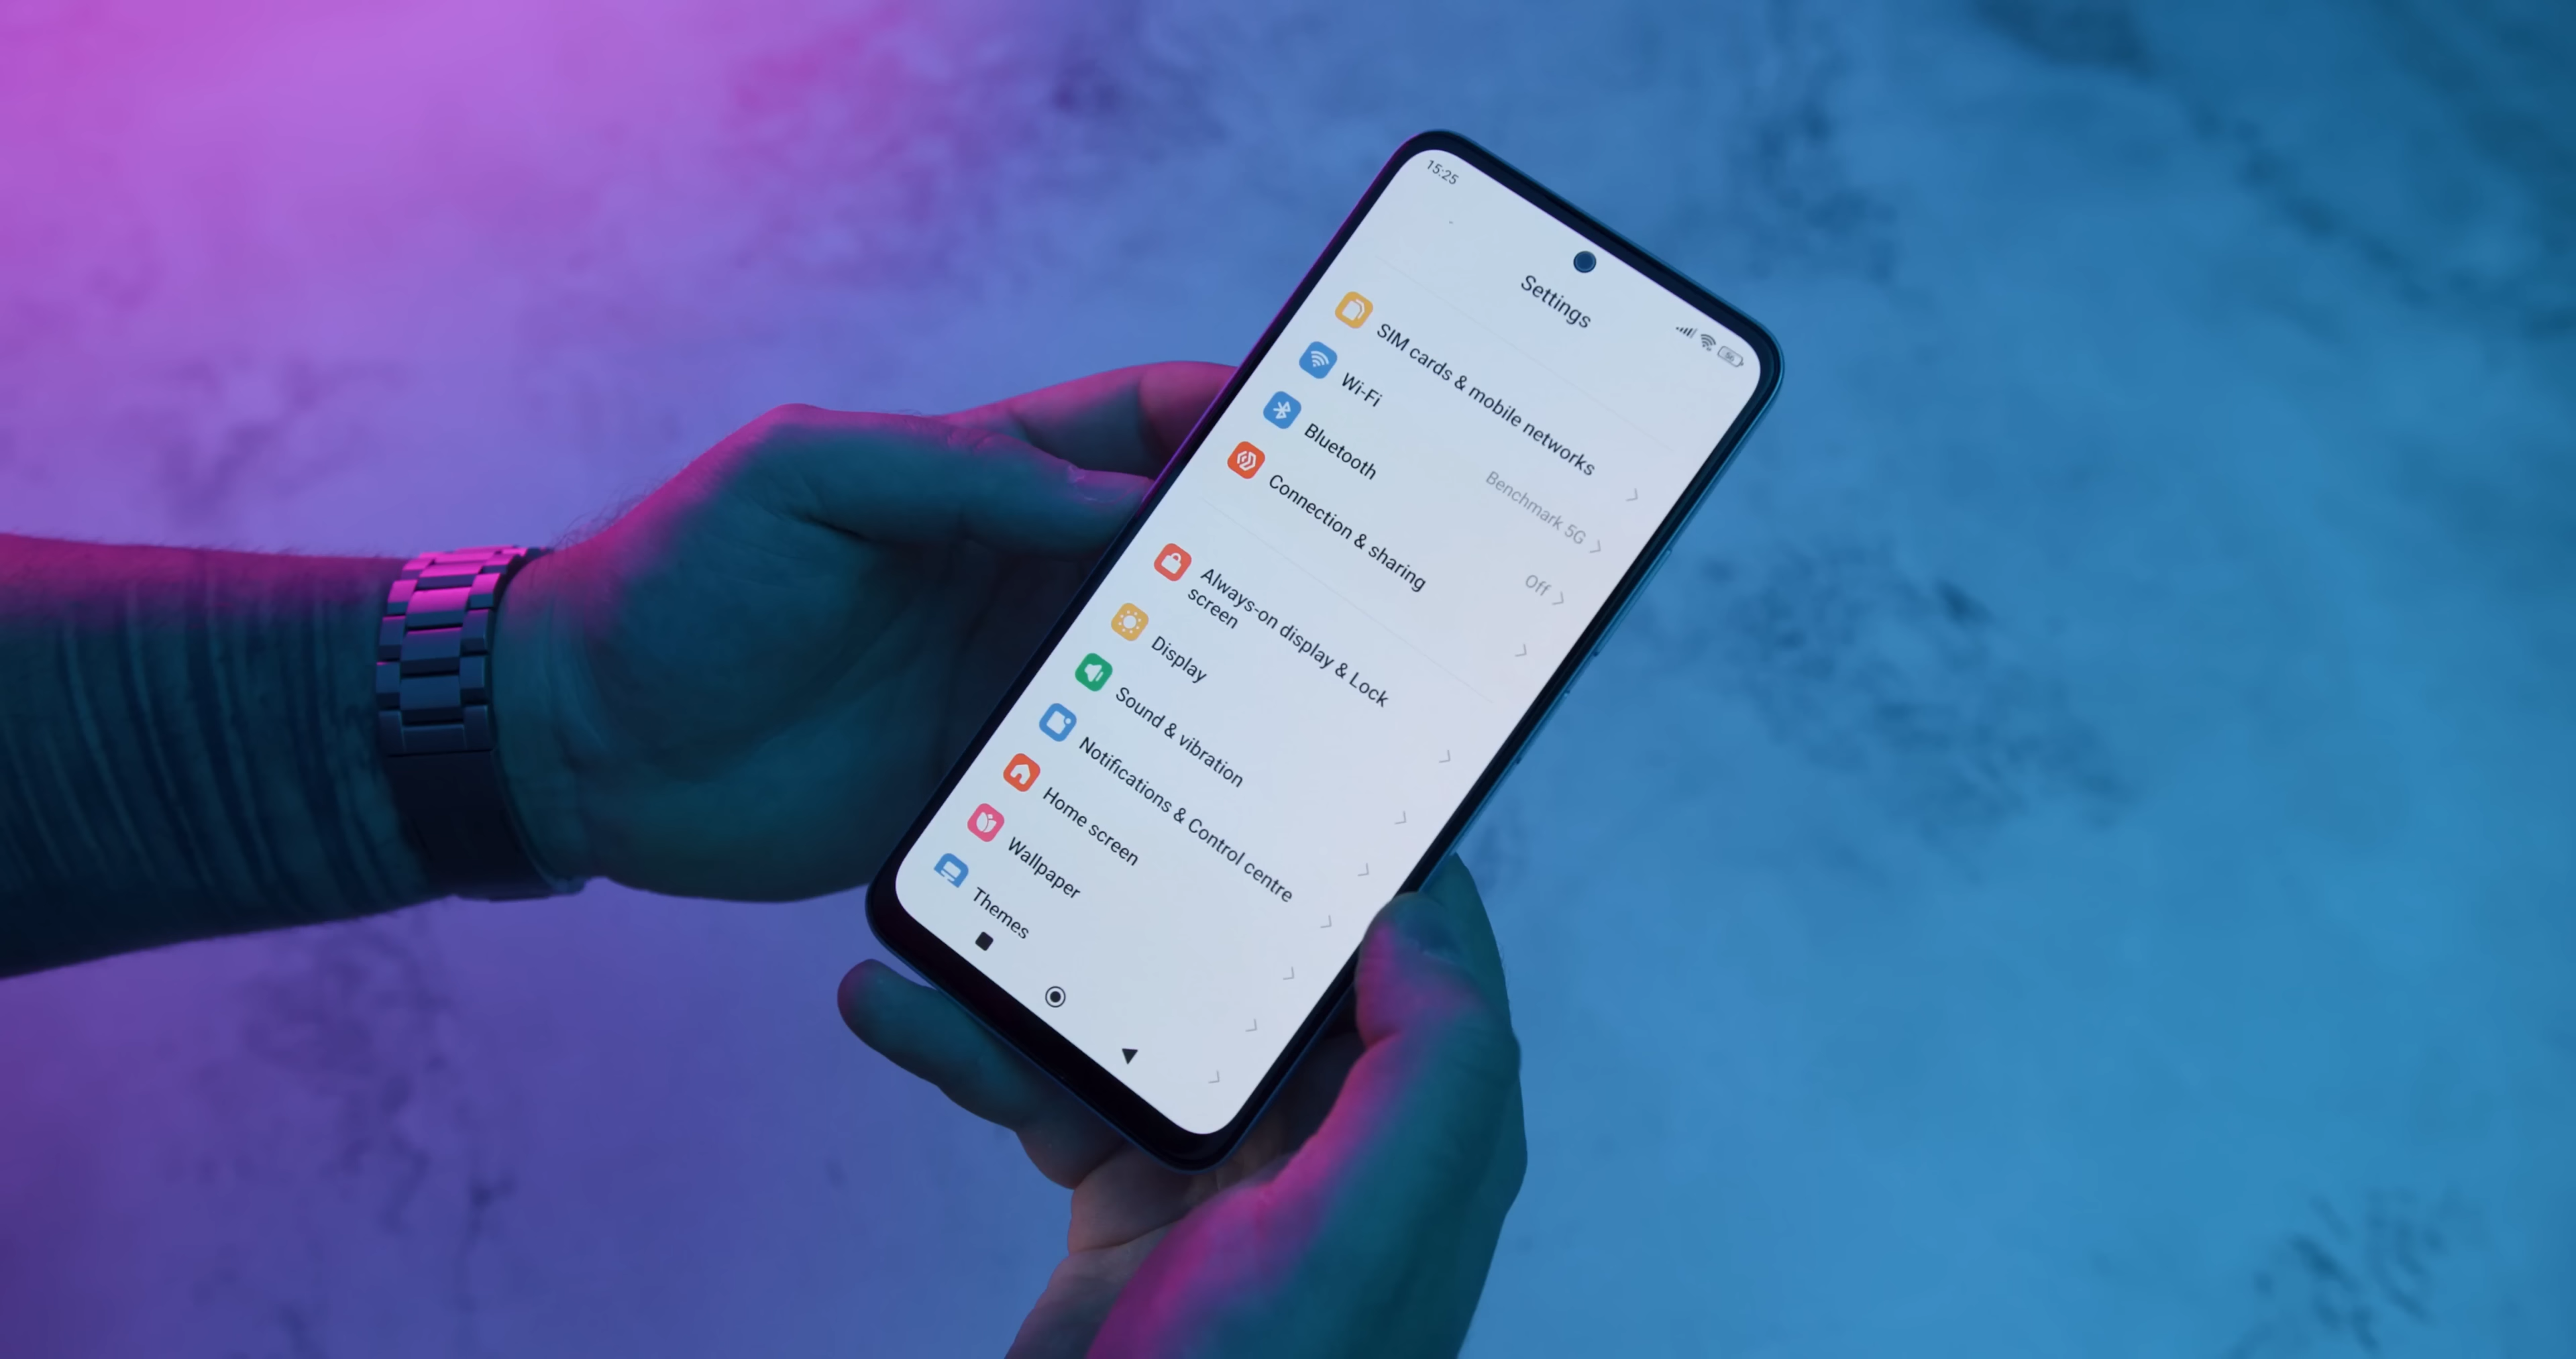 15:25
Settings
SIM cards & mobile networks
Wi-Fi
Benchmark 5G
Bluetooth
Off
Connection & sharing
Always-on display & Lock
screen
Display
Sound & vibration
Notifications & Control centre
Home screen
Wallpaper
Themes